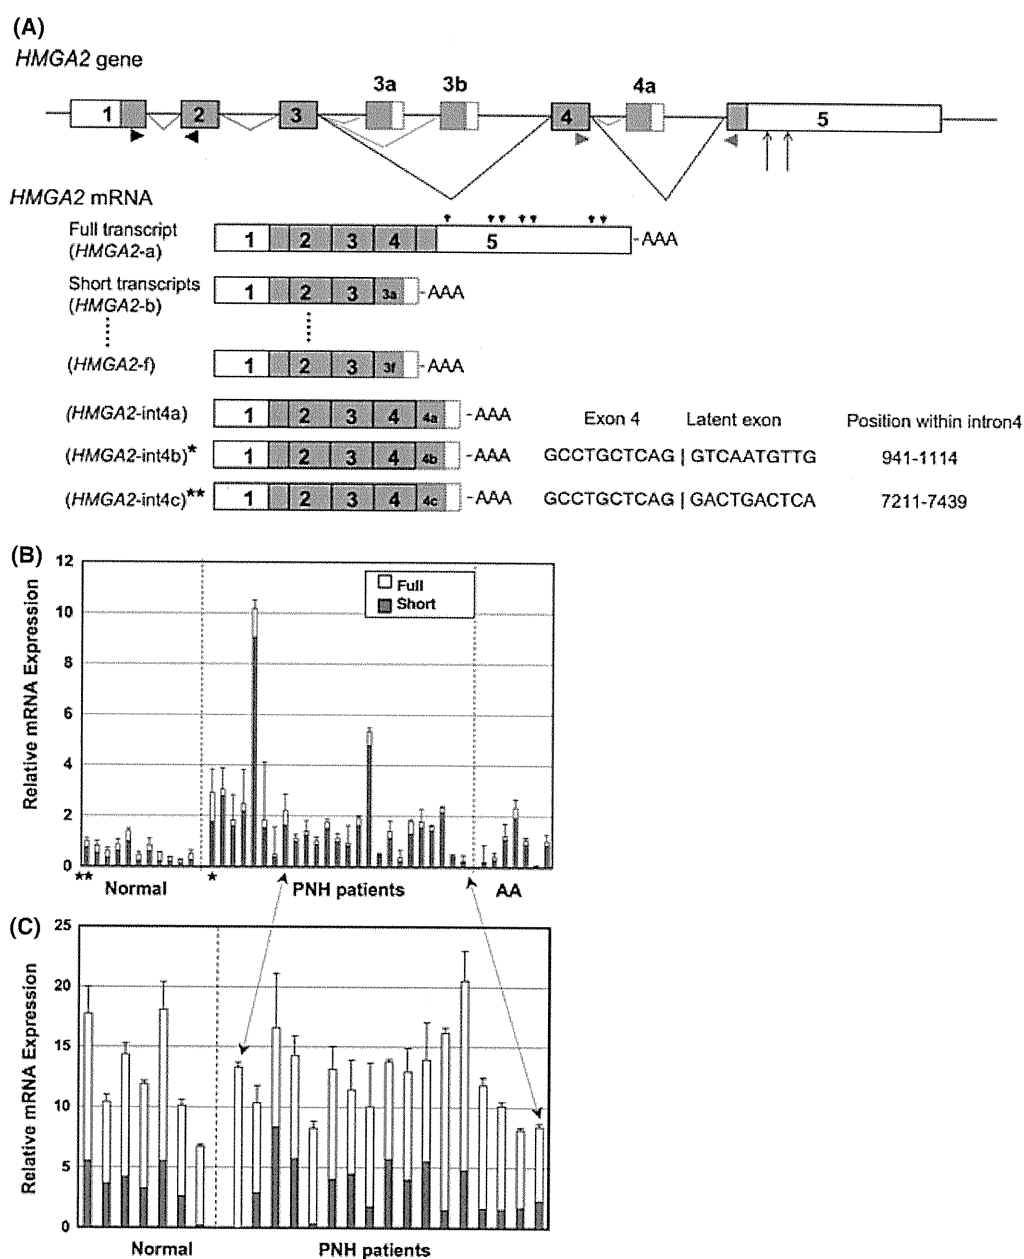 (A)
HMGA2 gene
3a 3b 4a
1 2 3 4 5
HMGA2 mRNA
Full transcript
(HMGA2-a)
1 2 3 4 5 -AAA
Short transcripts
(HMGA2-b)
1 2 3 3a -AAA
(HMGA2-f)
1 2 3 3f -AAA
(HMGA2-int4a)
1 2 3 4 4a -AAA
Exon 4 Latent exon Position within intron4
(HMGA2-int4b)*
1 2 3 4 4b -AAA
GCCTGCTCAG | GTCAATGTTG 941-1114
(HMGA2-int4c)**
1 2 3 4 4c -AAA
GCCTGCTCAG | GACTGACTCA 7211-7439
(B)
Relative mRNA Expression
12
10
8
6
4
2
0
Full
Short
** *
Normal PNH patients AA
(C)
Relative mRNA Expression
25
20
15
10
5
0
Normal PNH patients